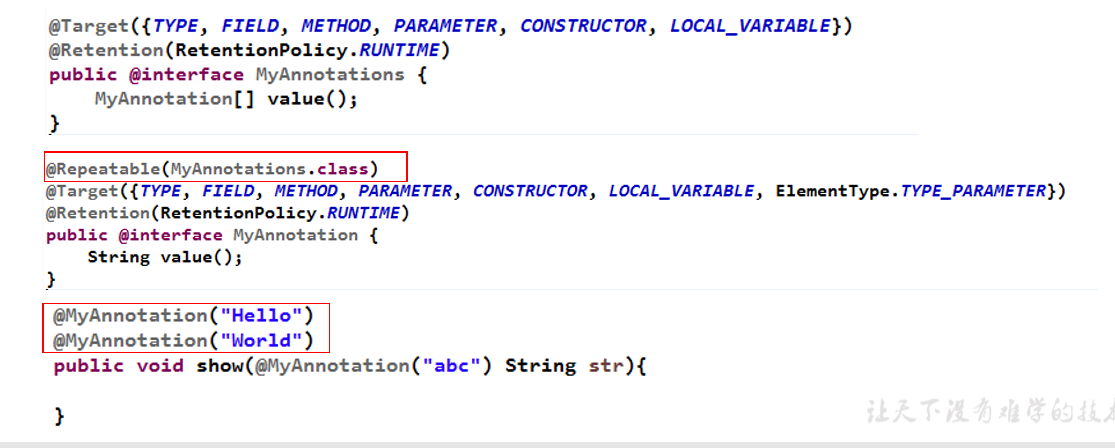 @Target({TYPE, FIELD, METHOD, PARAMETER, CONSTRUCTOR, LOCAL_VARIABLE})
@Retention(RetentionPolicy.RUNTIME)
public @interface MyAnnotations {
MyAnnotation[] value();
}
@Repeatable(MyAnnotations.class)
@Target({TYPE, FIELD, METHOD, PARAMETER, CONSTRUCTOR, LOCAL_VARIABLE, ElementType.TYPE_PARAMETER})
@Retention(RetentionPolicy.RUNTIME)
public @interface MyAnnotation {
String value();
}
@MyAnnotation("Hello")
@MyAnnotation("World")
public void show(@MyAnnotation("abc") String str){
}
让天下没有难学的技术